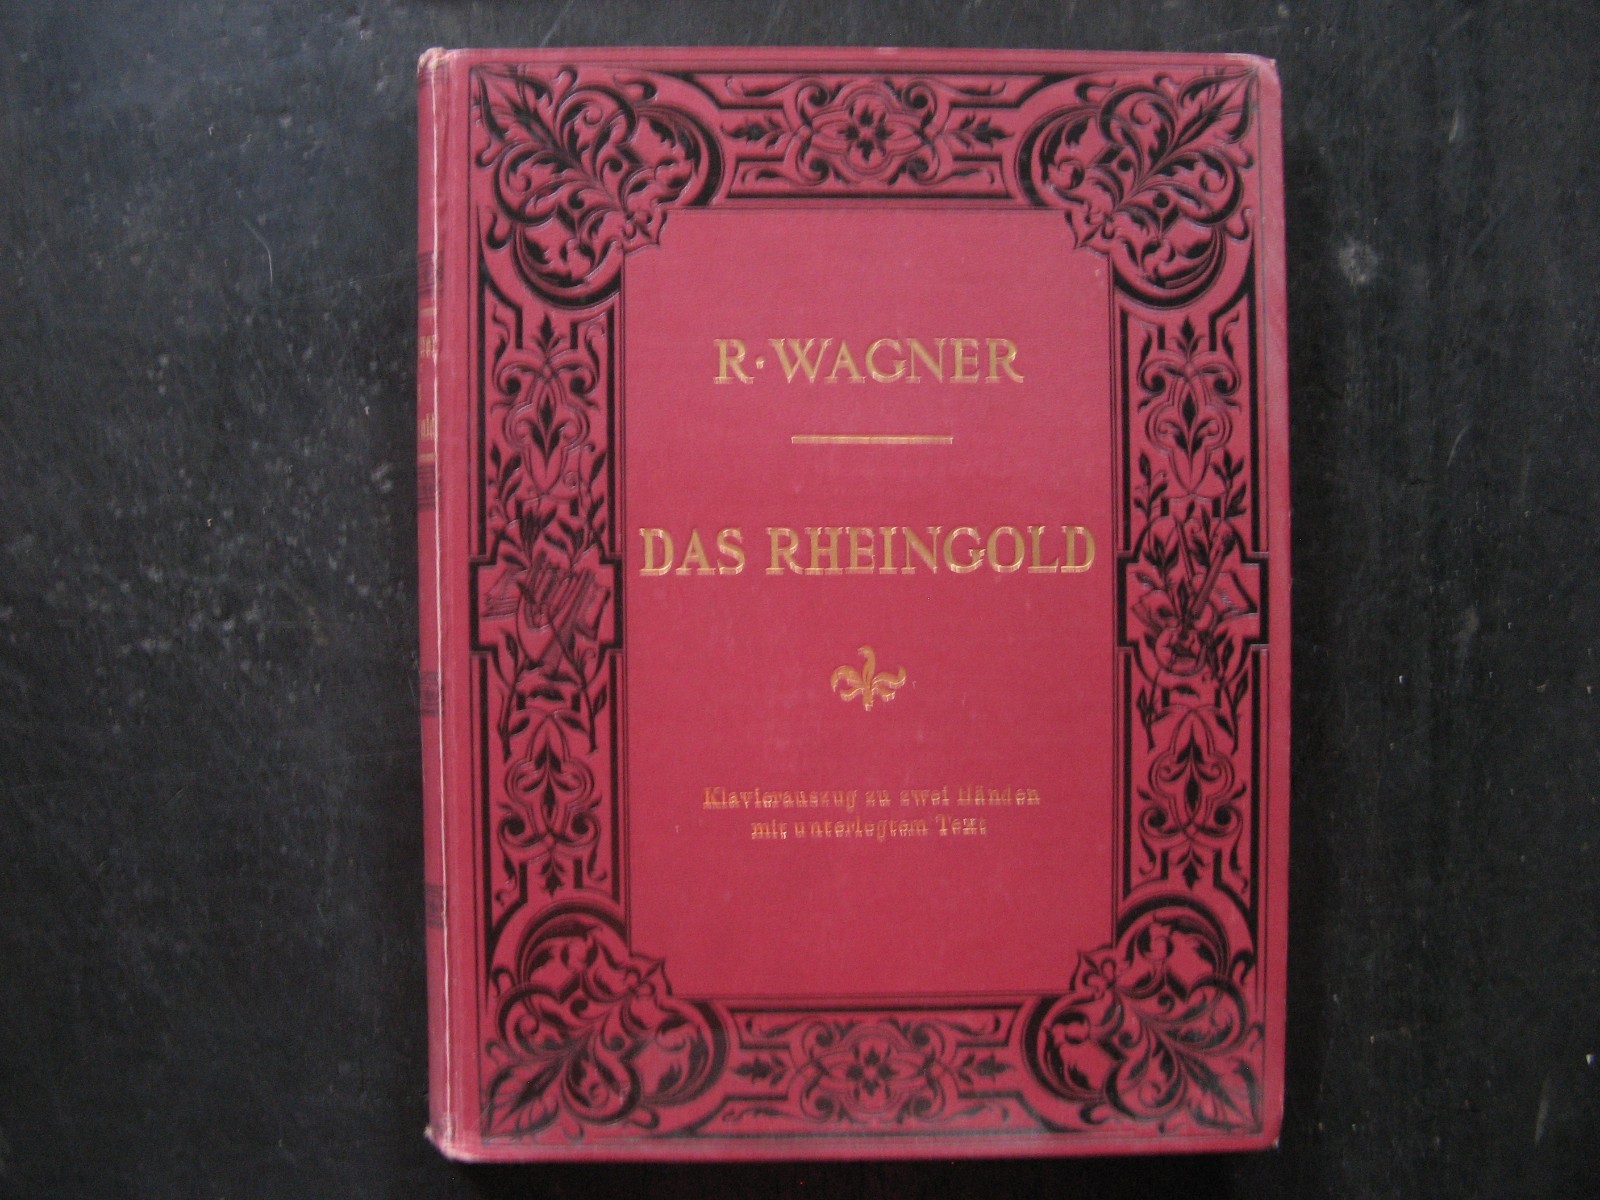 R. WAGNER
DAS RHEINGOLD
Klavierauszug zu zwei Händen
mit unterlegtem Text